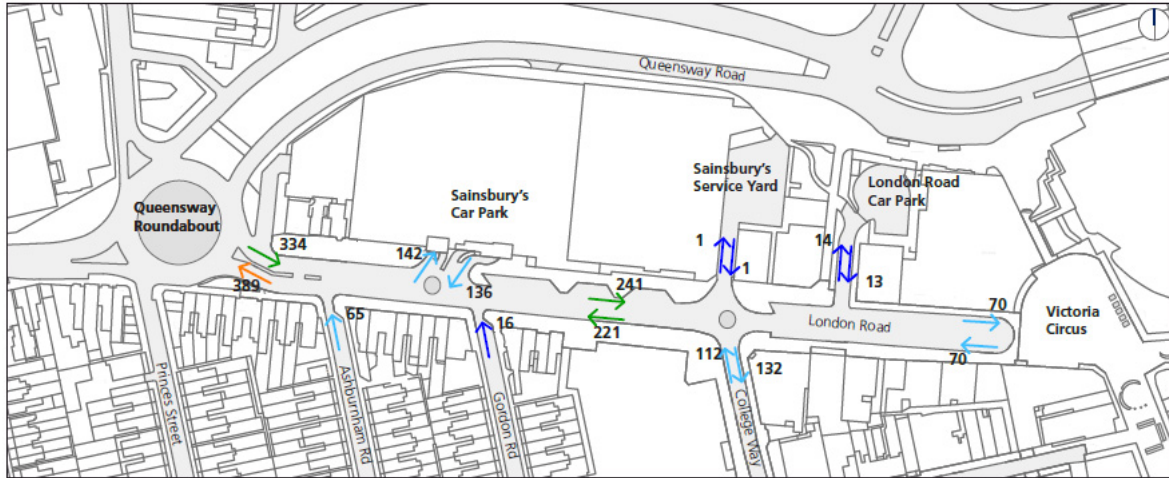 Queensway Road
Sainsbury's
Service Yard
London Road
Car Park
Sainsbury's
Car Park
Queensway
Roundabout
334
142
1
14
389
136
241
1
13
65
16
221
London Road
70
Victoria
Circus
70
112
132
Princes Street
Ashburnham Rd
Gordon Rd
College Way